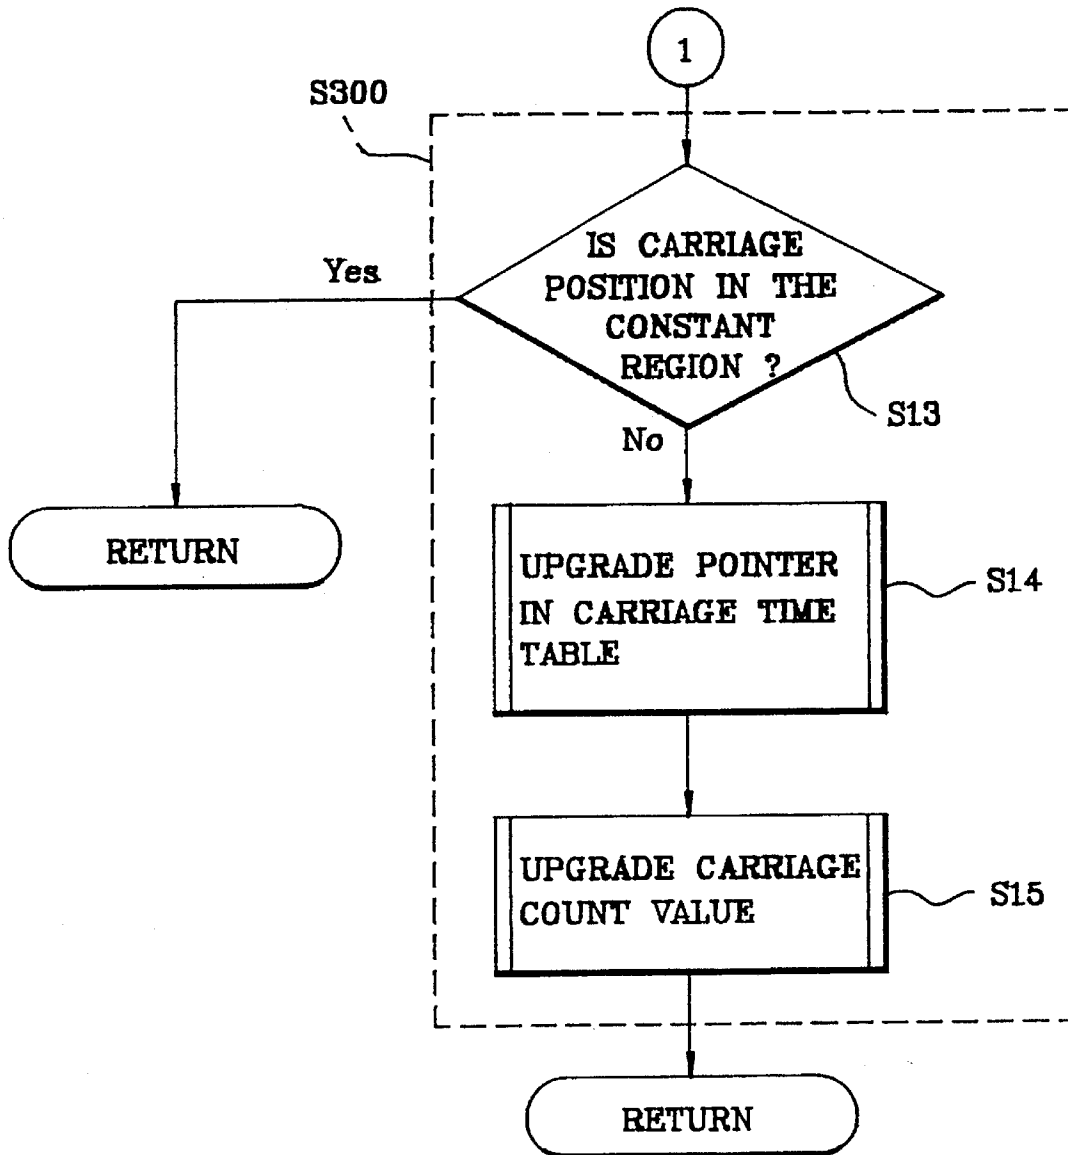 1
S300
IS CARRIAGE
POSITION IN THE
CONSTANT
REGION ?
Yes
S13
No
RETURN
UPGRADE POINTER
IN CARRIAGE TIME
TABLE
S14
UPGRADE CARRIAGE
COUNT VALUE
S15
RETURN